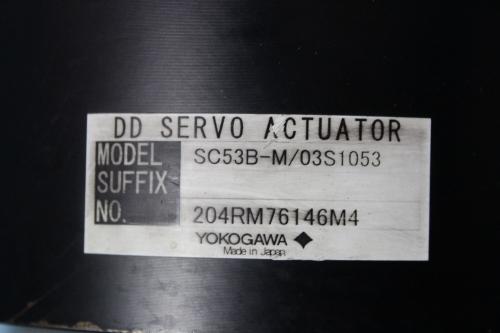 DD SERVO ACTUATOR
MODEL SC53B-M/03S1053
SUFFIX
NO. 204RM76146M4
YOKOGAWA
Made in Japan